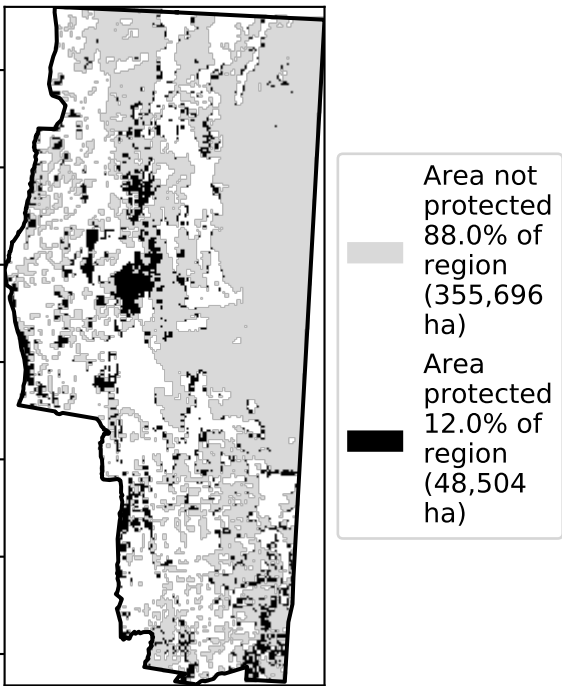 Area not
protected
88.0% of
region
(355,696
ha)
Area
protected
12.0% of
region
(48,504
ha)